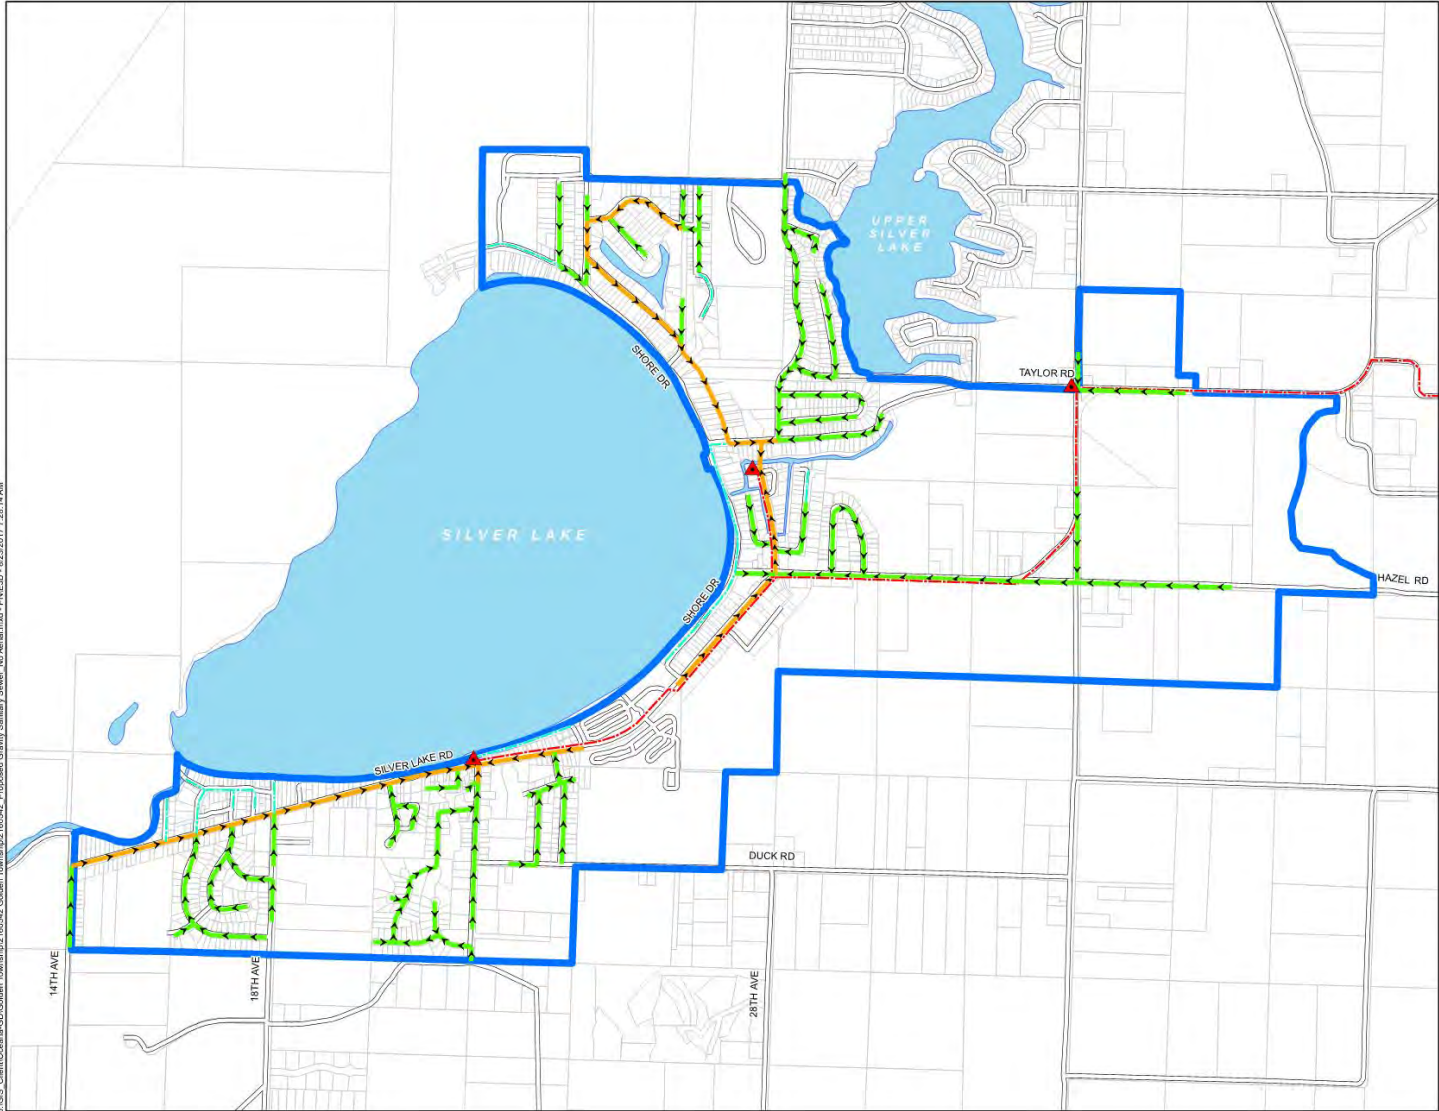 UPPER
SILVER
LAKE
TAYLOR RD
SHORE DR
SILVER LAKE
HAZEL RD
SHORE DR
SILVER LAKE RD
DUCK RD
14TH AVE
18TH AVE
28TH AVE